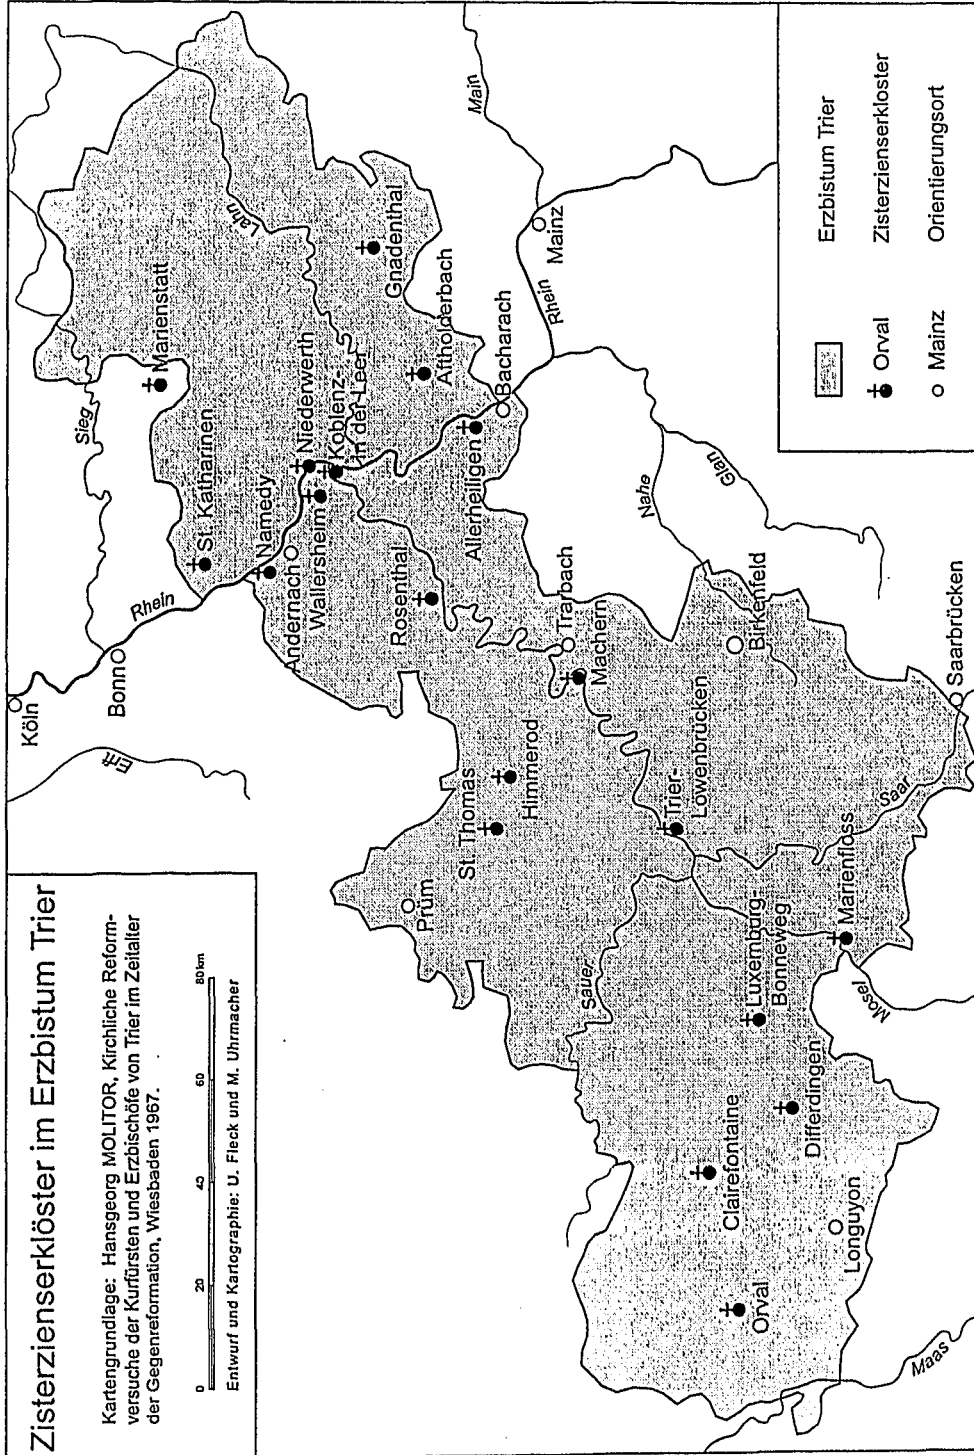 Zisterzienserklöster im Erzbistum Trier
Kartengrundlage: Hansgeorg MOLITOR, Kirchliche Reform-
versuche der Kurfürsten und Erzbischöfe von Trier im Zeitalter
der Gegenreformation, Wiesbaden 1967.
0 20 40 60 80 km
Entwurf und Kartographie: U. Fleck und M. Uhrmacher
Köln
Bonn
Erft
Rhein
Sieg
Marienstatt
St. Katharinen
Namedy
Andernach
Wallersheim
Niederwerth
Koblenz-
in der Leer
Lahn
Gnadenthal
Aftholderbach
Main
Mainz
Rhein
Bacharach
Allerheiligen
Rosenthal
Trarbach
Machern
Nahe
Glan
Birkenfeld
Saarbrücken
Prüm
St. Thomas
Himmerod
Trier-
Löwenbrücken
Saar
Sauer
Luxemburg-
Bonneweg
Marienfloss
Mosel
Differdingen
Clairefontaine
Longuyon
Orval
Maas
Erzbistum Trier
Orval Zisterzienserkloster
Mainz Orientierungsort